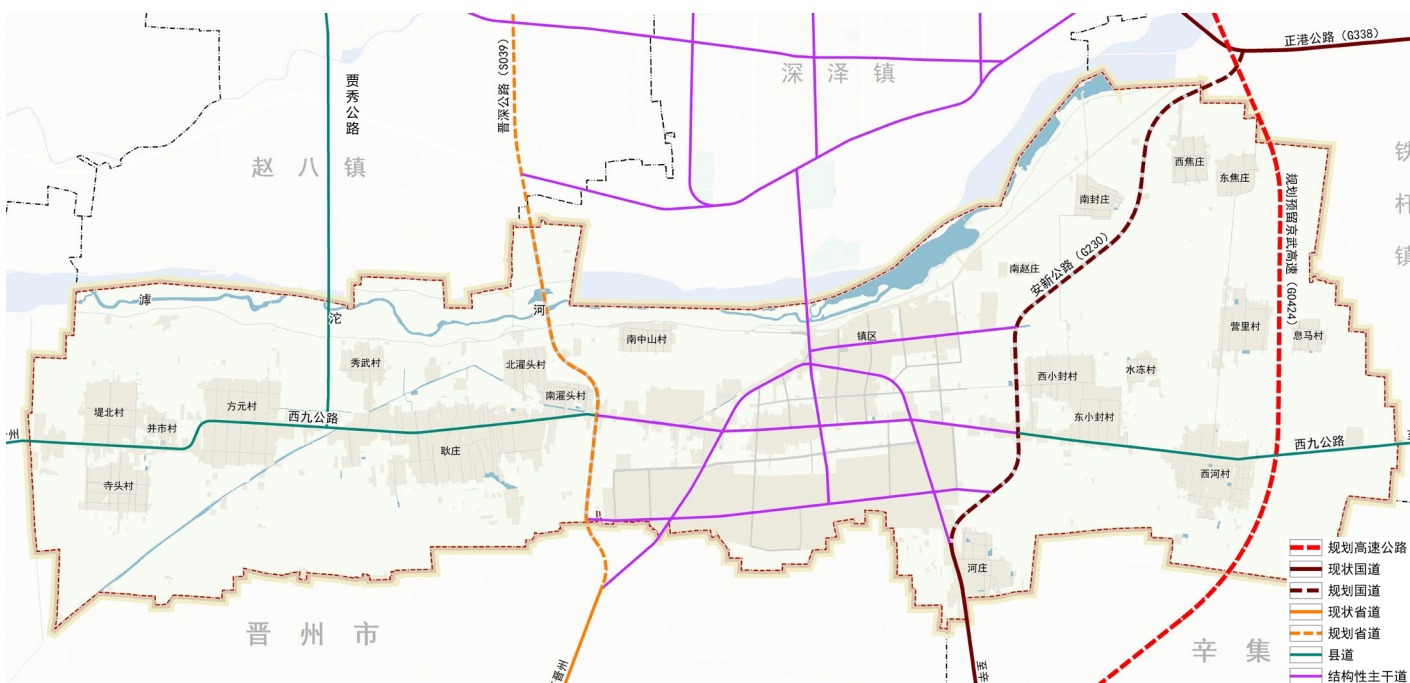 正港公路（G338）
深泽镇
贾秀公路
晋深公路（S039）
赵八镇
铁杆镇
西焦庄
东焦庄
南封庄
规划预留京武高速（G0424）
安新公路（G230）
南赵庄
滹
沱
河
营里村
息马村
镇区
南中山村
秀武村
北濯头村
南濯头村
西小封村
水冻村
东小封村
堤北村
方元村
井市村
西九公路
州
耿庄
西九公路
西河村
寺头村
河庄
晋州市
辛集
晋州
至辛
规划高速公路
现状国道
规划国道
现状省道
规划省道
县道
结构性主干道